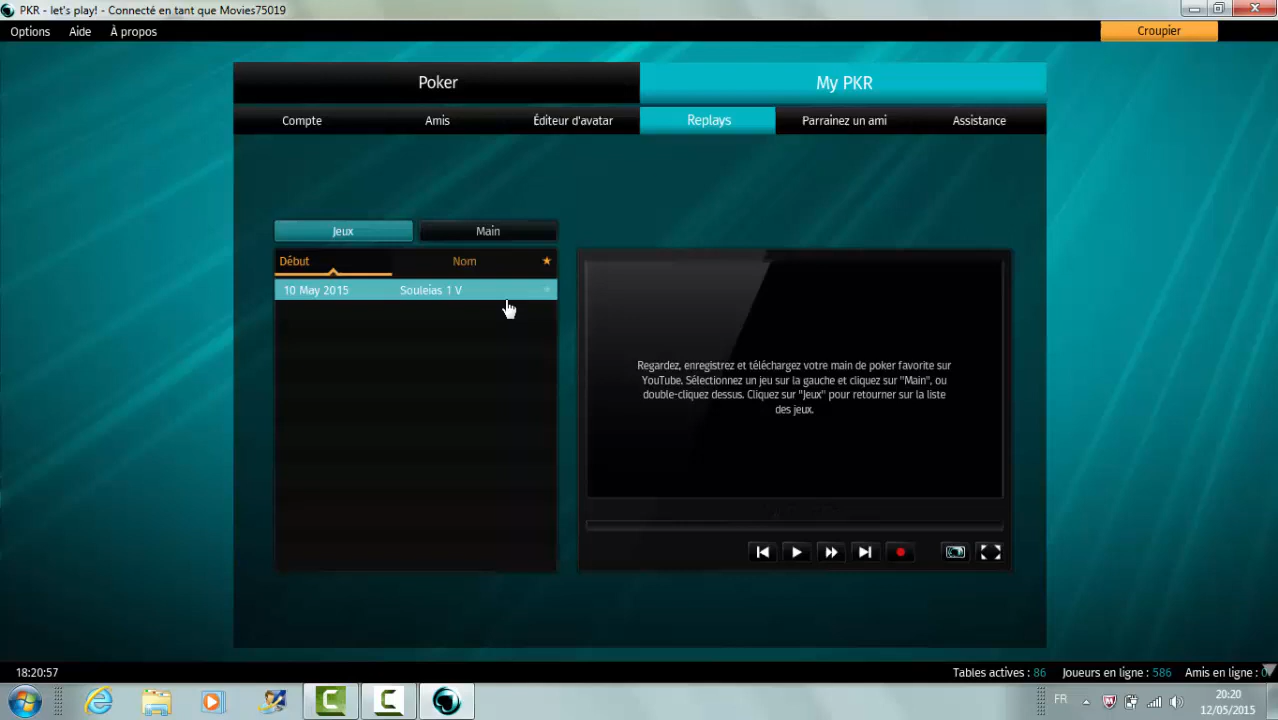 PKR - let's play! - Connecté en tant que Movies75019
Options Aide À propos
Croupier
Poker My PKR
Compte Amis Éditeur d'avatar Replays Parrainez un ami Assistance
Jeux Main
Début Nom
10 May 2015 Souleias 1 V
Regardez, enregistrez et téléchargez votre main de poker favorite sur
YouTube. Sélectionnez un jeu sur la gauche et cliquez sur "Main", ou
double-cliquez dessus. Cliquez sur "Jeux" pour retourner sur la liste
des jeux.
18:20:57
Tables actives : 86 Joueurs en ligne : 586 Amis en ligne :
FR
20:20
12/05/2015